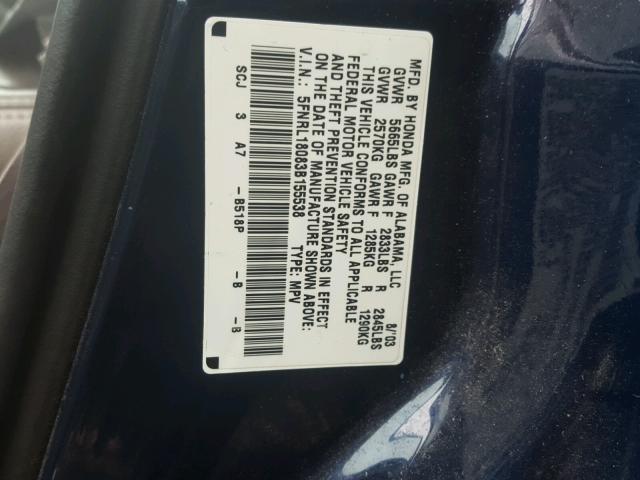 MFD. BY HONDA MFG. OF ALABAMA, LLC 8/'03
GVWR 5665LBS GAWR F 2833LBS R 2845LBS
GVWR 2570KG GAWR F 1285KG R 1290KG
THIS VEHICLE CONFORMS TO ALL APPLICABLE
FEDERAL MOTOR VEHICLE SAFETY
AND THEFT PREVENTION STANDARDS IN EFFECT
ON THE DATE OF MANUFACTURE SHOWN ABOVE.
V.I.N.: 5FNRL18083B155538 TYPE: MPV
SCJ 3 A7 -B518P -B -B